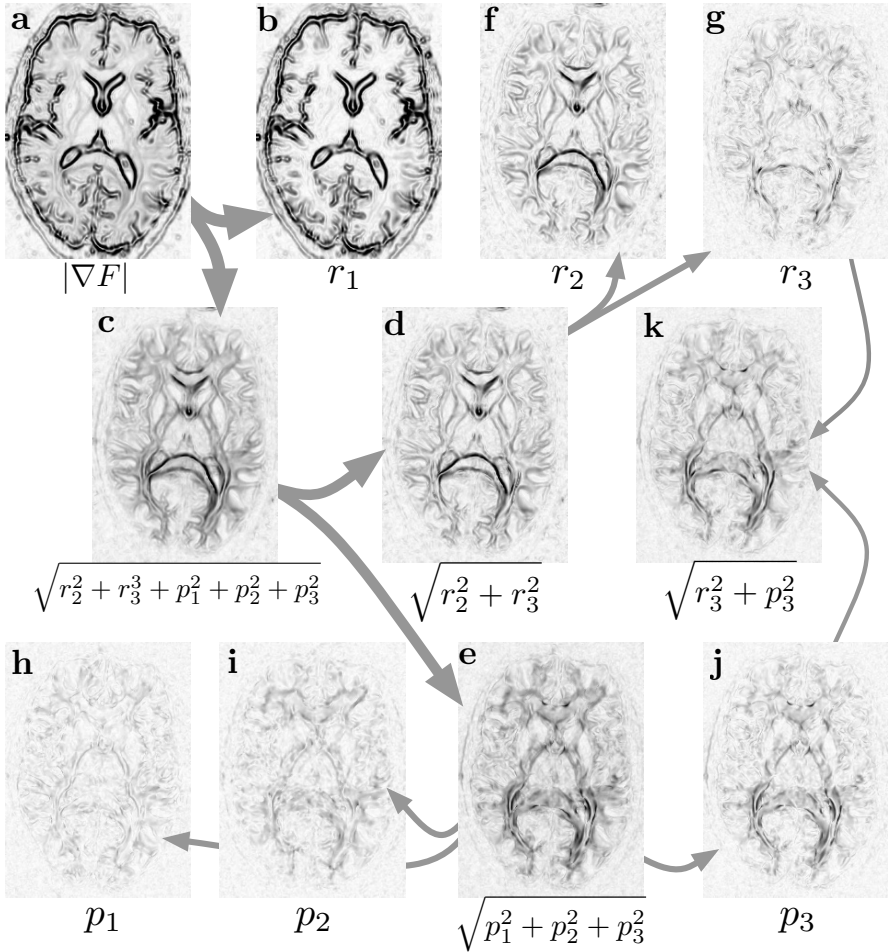 a b f g
|∇F| r₁ r₂ r₃
c d k
√(r₂² + r₃³ + p₁² + p₂² + p₃²) √(r₂² + r₃²) √(r₃² + p₃²)
h i e j
p₁ p₂ √(p₁² + p₂² + p₃²) p₃